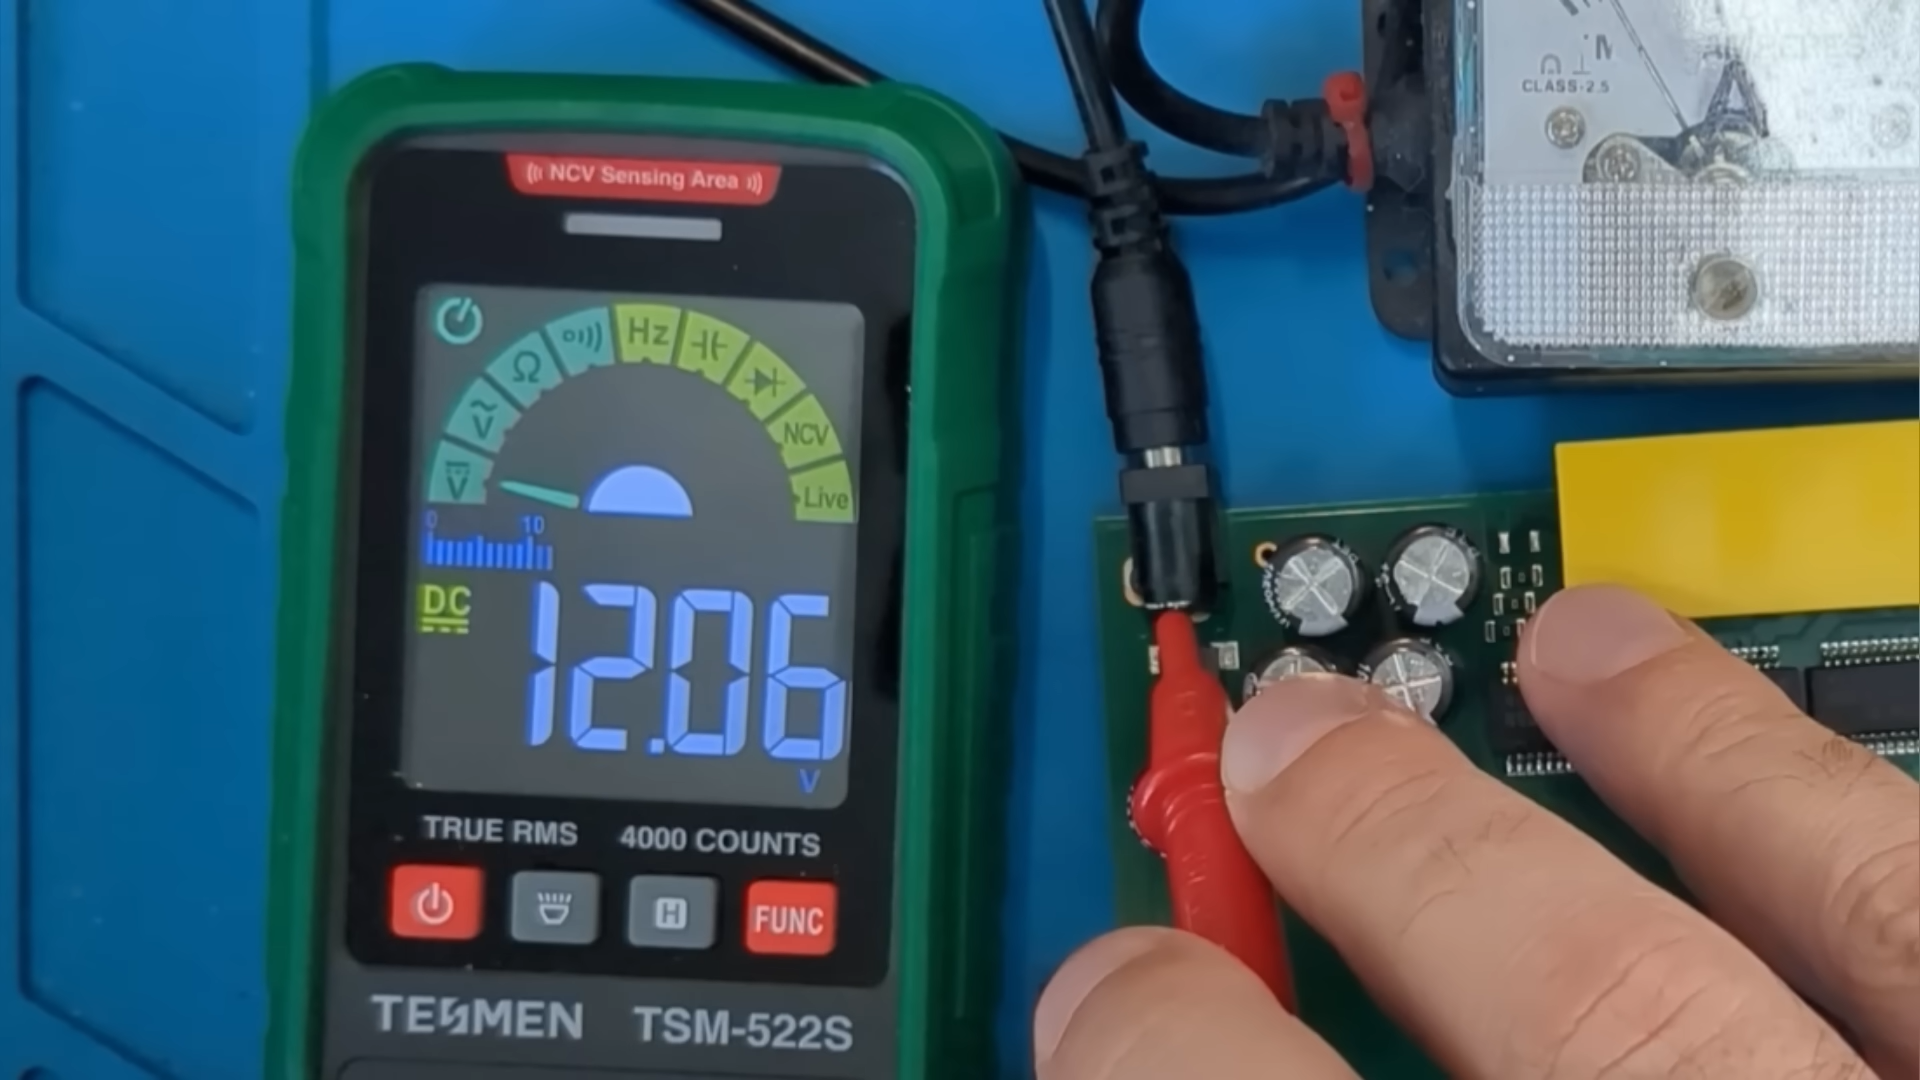 NCV Sensing Area
Hz
NCV
Live
Ω
V
V
0 10
DC
12.06
V
TRUE RMS 4000 COUNTS
H FUNC
TESMEN TSM-522S
CLASS-2.5
A